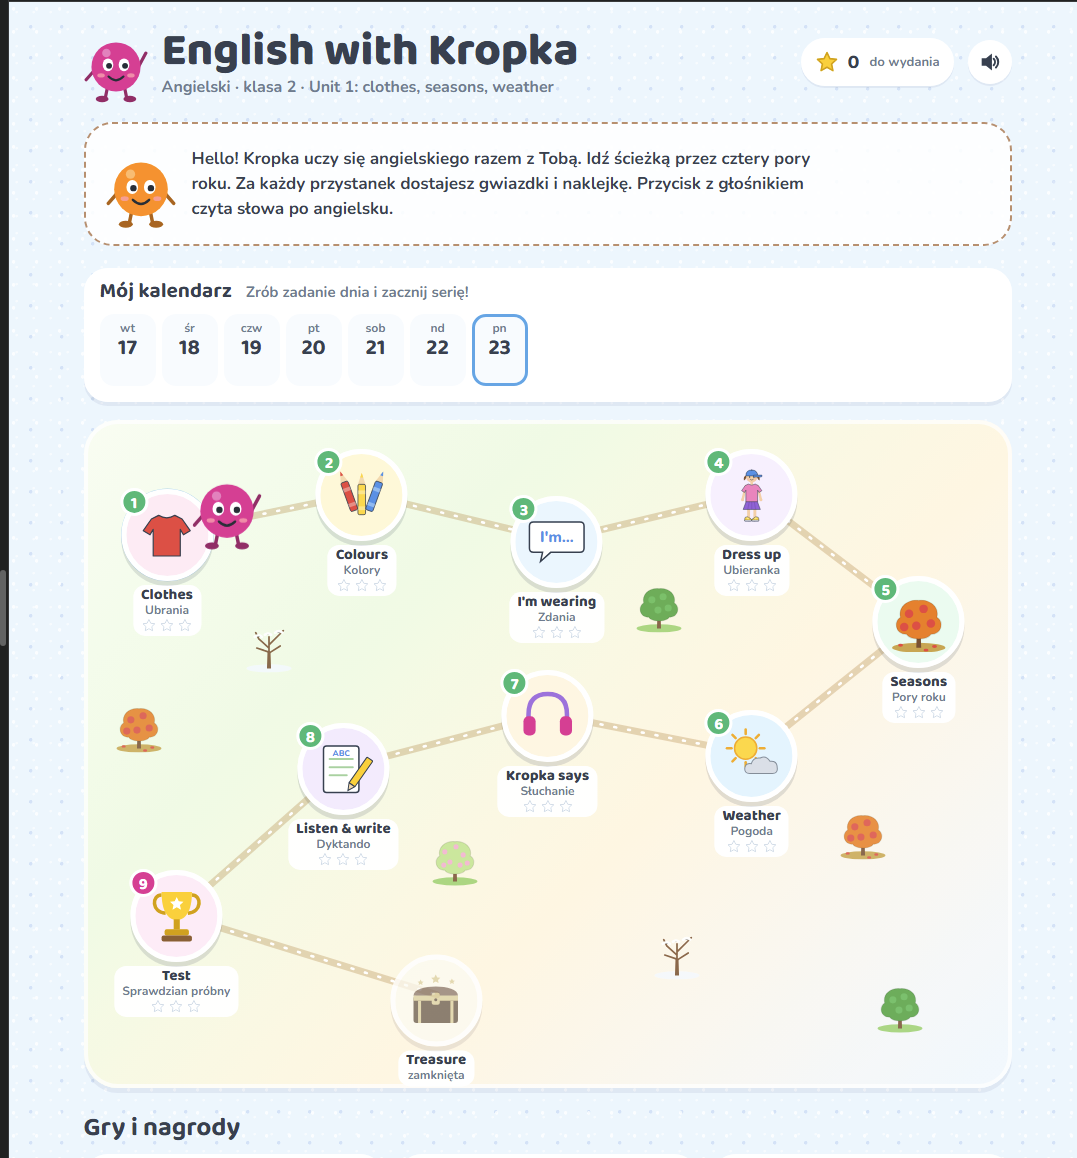 English with Kropka
Angielski · klasa 2 · Unit 1: clothes, seasons, weather
0 do wydania
Hello! Kropka uczy się angielskiego razem z Tobą. Idź ścieżką przez cztery pory
roku. Za każdy przystanek dostajesz gwiazdki i naklejkę. Przycisk z głośnikiem
czyta słowa po angielsku.
Mój kalendarz Zrób zadanie dnia i zacznij serię!
wt śr czw pt sob nd pn
17 18 19 20 21 22 23
1
Clothes
Ubrania
2
Colours
Kolory
3
I'm...
I'm wearing
Zdania
4
Dress up
Ubieranka
5
Seasons
Pory roku
6
Weather
Pogoda
7
Kropka says
Słuchanie
8
ABC
Listen & write
Dyktando
9
Test
Sprawdzian próbny
Treasure
zamknięta
Gry i nagrody